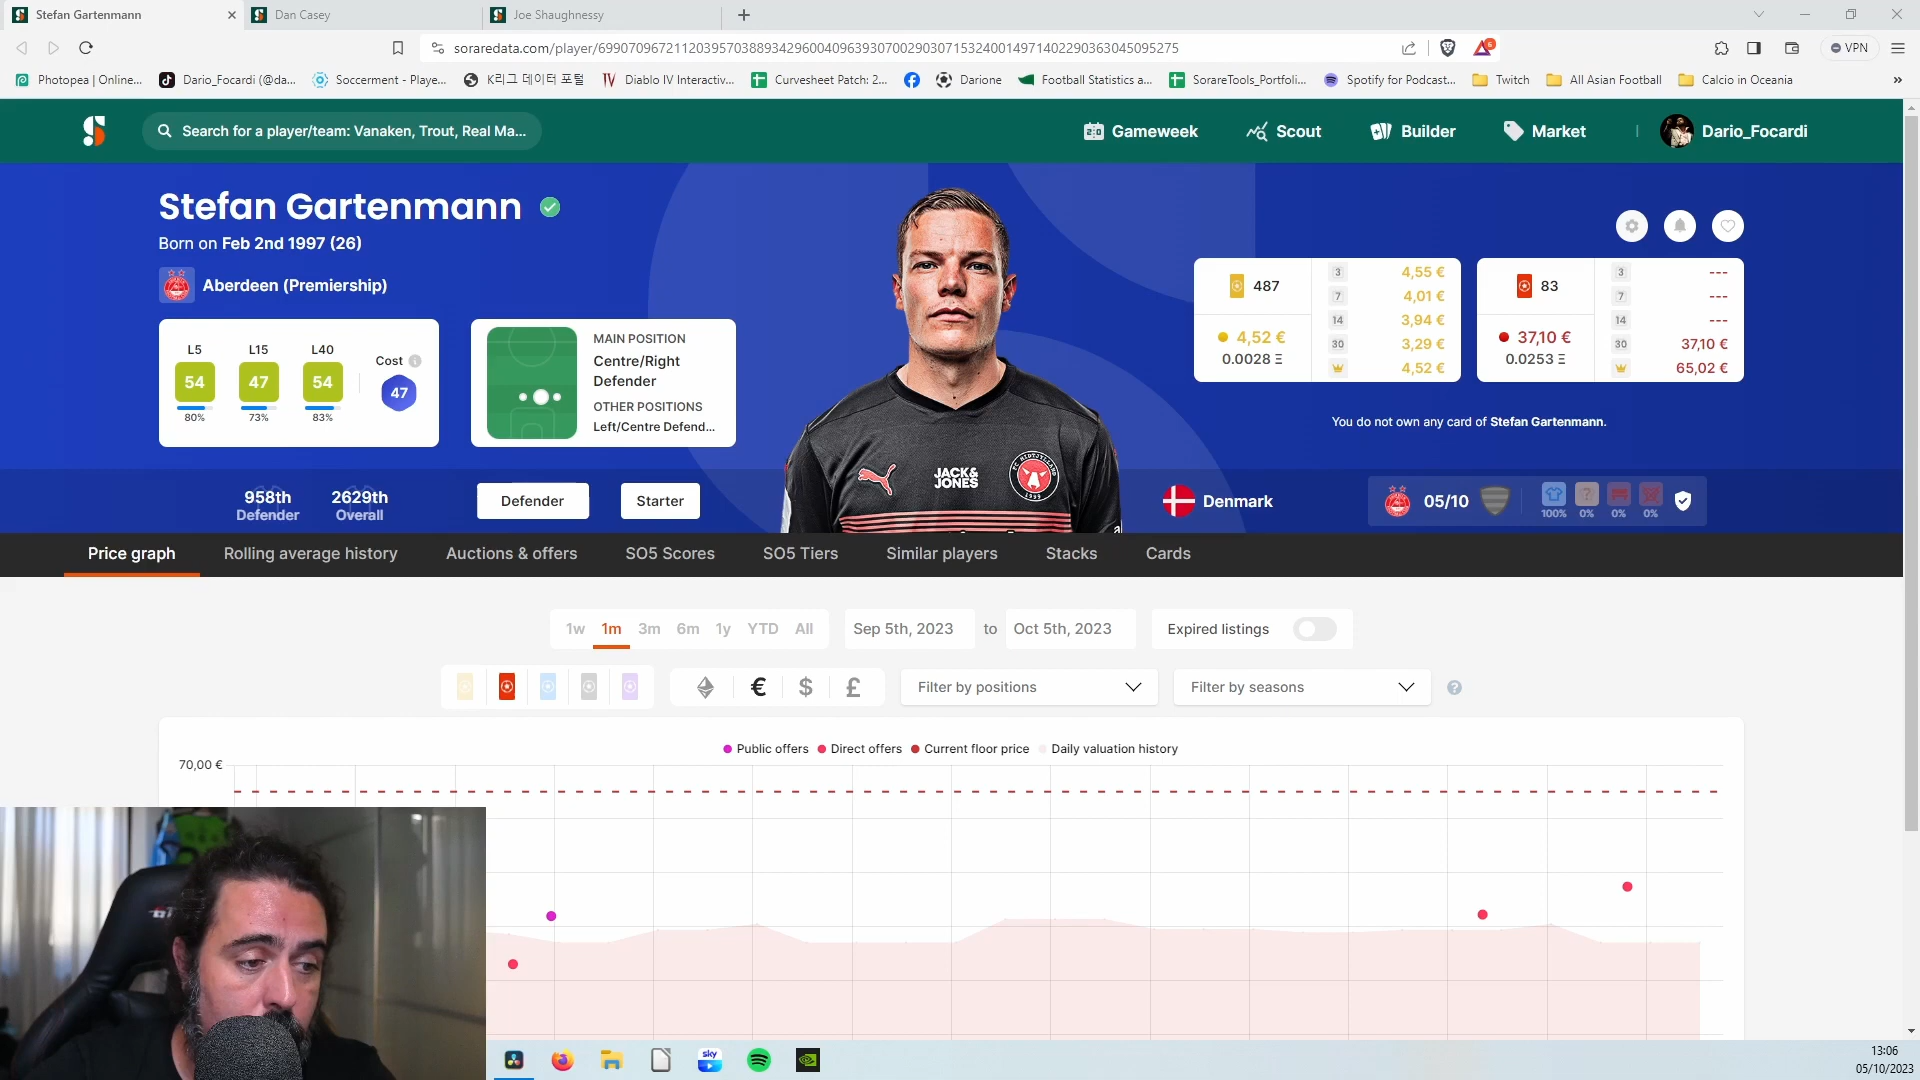 Stefan Gartenmann
Dan Casey
Joe Shaughnessy
soraredata.com/player/69907096721120395703889342960040963930700290307153240014971402290363045095275
VPN
Photopea | Online...
Dario_Focardi (@da...
Soccerment - Playe...
K리그 데이터 포털
Diablo IV Interactiv...
Curvesheet Patch: 2...
Darione
Football Statistics a...
SorareTools_Portfoli...
Spotify for Podcast...
Twitch
All Asian Football
Calcio in Oceania
Search for a player/team: Vanaken, Trout, Real Ma...
Gameweek
Scout
Builder
Market
Dario_Focardi
Stefan Gartenmann
Born on Feb 2nd 1997 (26)
Aberdeen (Premiership)
L5 L15 L40
Cost
54 47 54
47
80% 73% 83%
MAIN POSITION
Centre/Right
Defender
OTHER POSITIONS
Left/Centre Defend...
487
4,52 €
0.0028 Ξ
3 4,55 €
7 4,01 €
14 3,94 €
30 3,29 €
4,52 €
83
37,10 €
0.0253 Ξ
3 ---
7 ---
14 ---
30 37,10 €
65,02 €
You do not own any card of Stefan Gartenmann.
JACK&
JONES
FC MIDTJYLLAND
1999
958th
Defender
2629th
Overall
Defender
Starter
Denmark
05/10
100% 0% 0% 0%
Price graph
Rolling average history
Auctions & offers
SO5 Scores
SO5 Tiers
Similar players
Stacks
Cards
1w 1m 3m 6m 1y YTD All
Sep 5th, 2023 to Oct 5th, 2023
Expired listings
€ $ £
Filter by positions
Filter by seasons
?
Public offers
Direct offers
Current floor price
Daily valuation history
70,00 €
sky
13:06
05/10/2023